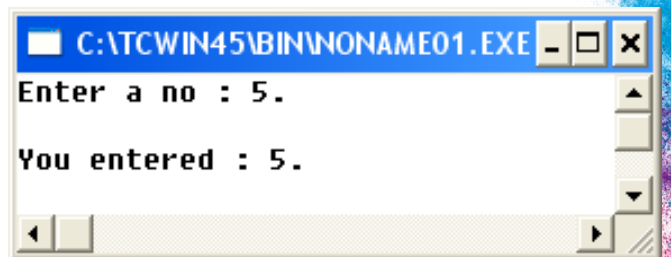 C:\TCWIN45\BIN\NONAME01.EXE
Enter a no : 5.
You entered : 5.